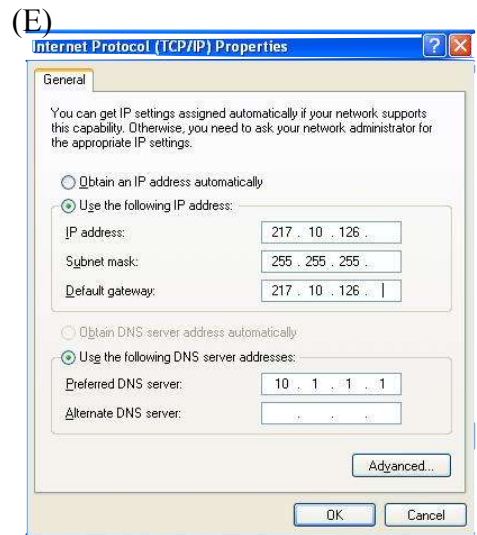 (E)
Internet Protocol (TCP/IP) Properties
General
You can get IP settings assigned automatically if your network supports
this capability. Otherwise, you need to ask your network administrator for
the appropriate IP settings.
Obtain an IP address automatically
Use the following IP address:
IP address: 217 . 10 . 126 .
Subnet mask: 255 . 255 . 255 .
Default gateway: 217 . 10 . 126 .
Obtain DNS server address automatically
Use the following DNS server addresses:
Preferred DNS server: 10 . 1 . 1 . 1
Alternate DNS server: . . .
Advanced...
OK Cancel